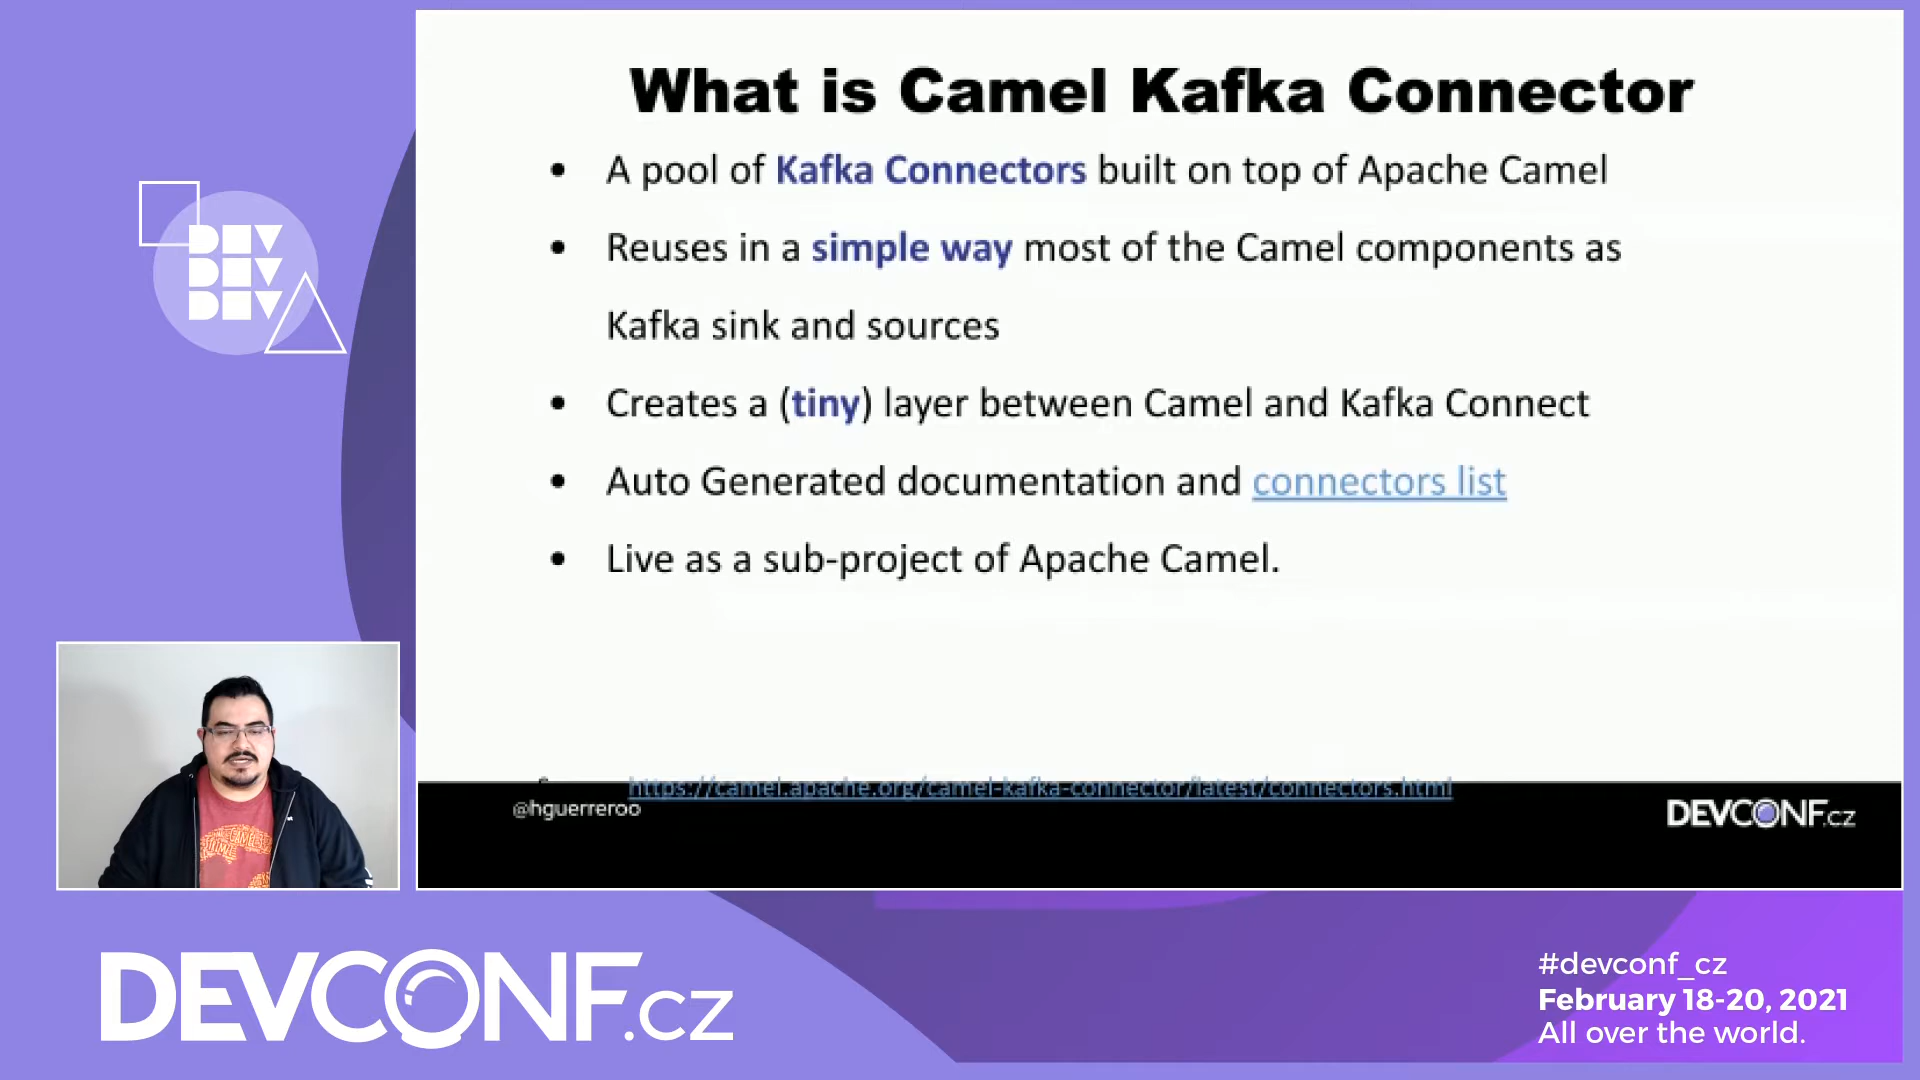 What is Camel Kafka Connector
• A pool of Kafka Connectors built on top of Apache Camel
• Reuses in a simple way most of the Camel components as
Kafka sink and sources
• Creates a (tiny) layer between Camel and Kafka Connect
• Auto Generated documentation and connectors list
• Live as a sub-project of Apache Camel.
https://camel.apache.org/camel-kafka-connector/latest/connectors.html
@hguerreroo
DEVCONF.cz
DEV
DEV
DEV
DEVCONF.cz
#devconf_cz
February 18-20, 2021
All over the world.